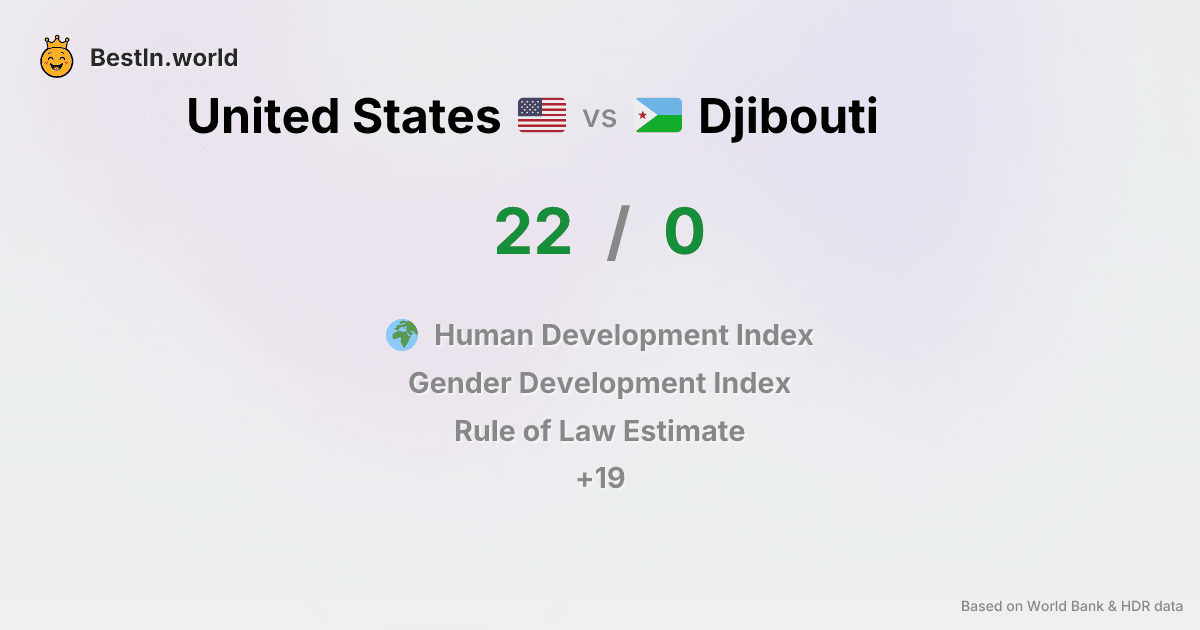 BestIn.world
United States vs Djibouti
22 / 0
Human Development Index
Gender Development Index
Rule of Law Estimate
+19
Based on World Bank & HDR data